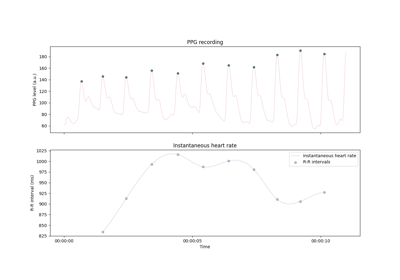 PPG recording
180
160
140
120
100
80
60
PPG level (a.u.)
Instantaneous heart rate
1025
1000
975
950
925
900
875
850
825
R-R interval (ms)
Instantaneous heart rate
R-R intervals
00:00:00
00:00:05
00:00:10
Time